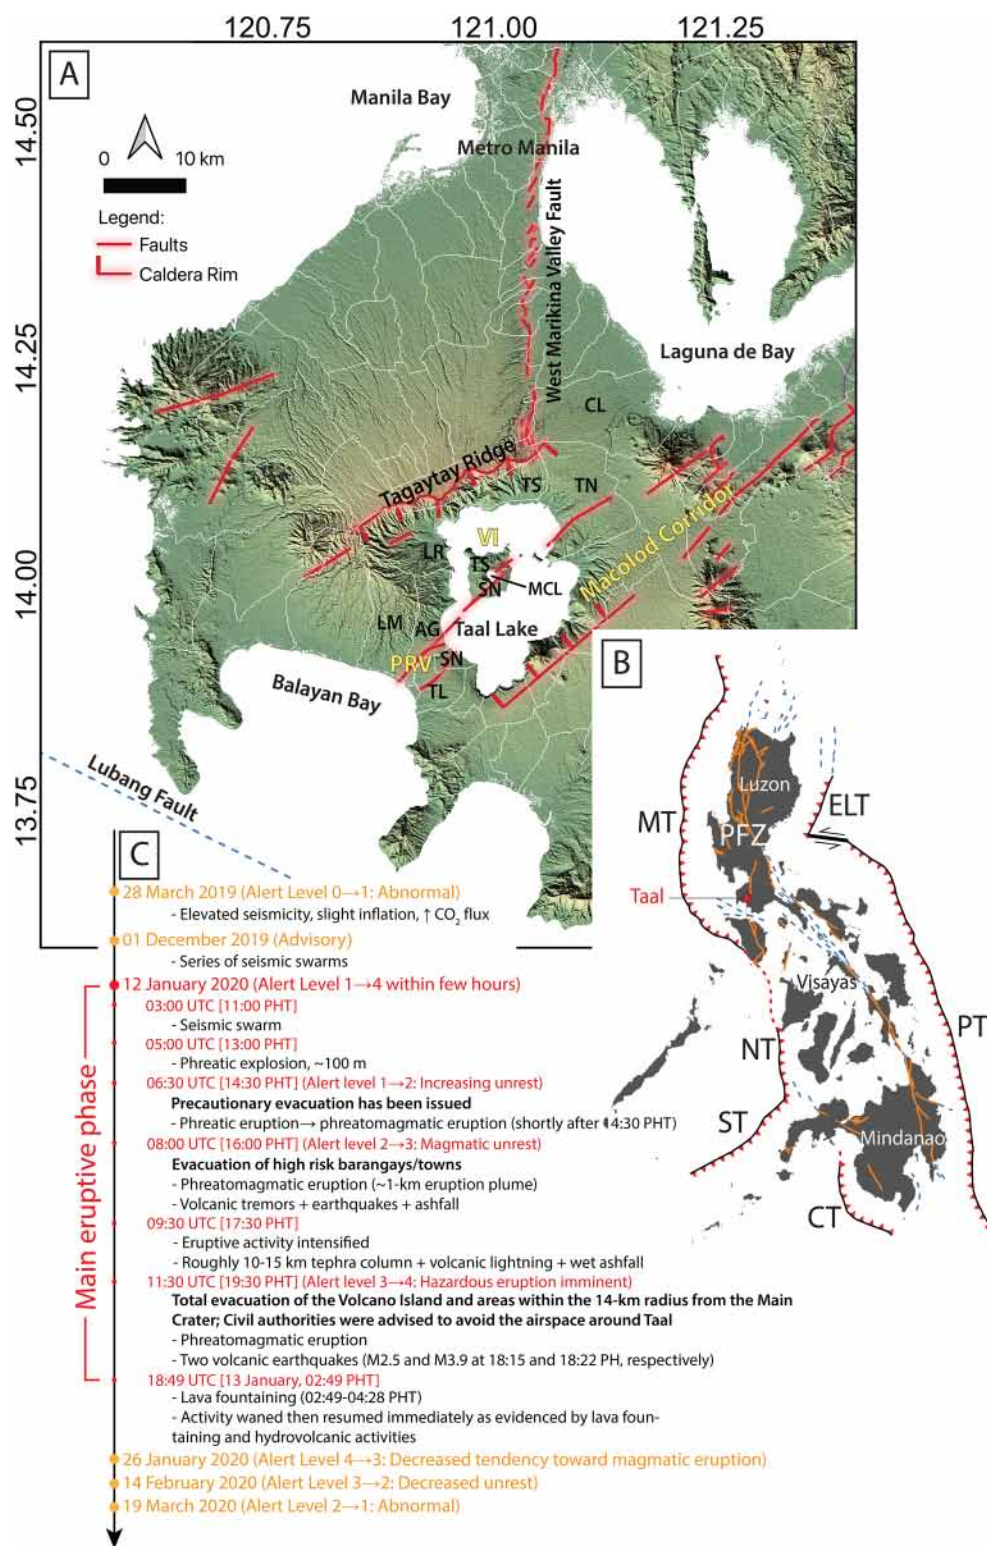 120.75 121.00 121.25
A
14.50
14.25
14.00
13.75
Manila Bay
Metro Manila
0 10 km
Legend:
Faults
Caldera Rim
West Marikina Valley Fault
Laguna de Bay
CL
Tagaytay Ridge
TS
TN
VI
LR
TS
MCL
SN
Macolod Corridor
LM
AG
Taal Lake
PRV
SN
TL
Balayan Bay
Lubang Fault
B
Luzon
MT
PFZ
ELT
Taal
Visayas
PT
NT
ST
Mindanao
CT
C
28 March 2019 (Alert Level 0→1: Abnormal)
- Elevated seismicity, slight inflation, ↑ CO₂ flux
01 December 2019 (Advisory)
- Series of seismic swarms
Main eruptive phase
12 January 2020 (Alert Level 1→4 within few hours)
03:00 UTC [11:00 PHT]
- Seismic swarm
05:00 UTC [13:00 PHT]
- Phreatic explosion, ~100 m
06:30 UTC [14:30 PHT] (Alert level 1→2: Increasing unrest)
Precautionary evacuation has been issued
- Phreatic eruption→ phreatomagmatic eruption (shortly after 14:30 PHT)
08:00 UTC [16:00 PHT] (Alert level 2→3: Magmatic unrest)
Evacuation of high risk barangays/towns
- Phreatomagmatic eruption (~1-km eruption plume)
- Volcanic tremors + earthquakes + ashfall
09:30 UTC [17:30 PHT]
- Eruptive activity intensified
- Roughly 10-15 km tephra column + volcanic lightning + wet ashfall
11:30 UTC [19:30 PHT] (Alert level 3→4: Hazardous eruption imminent)
Total evacuation of the Volcano Island and areas within the 14-km radius from the Main
Crater; Civil authorities were advised to avoid the airspace around Taal
- Phreatomagmatic eruption
- Two volcanic earthquakes (M2.5 and M3.9 at 18:15 and 18:22 PH, respectively)
18:49 UTC [13 January, 02:49 PHT]
- Lava fountaining (02:49-04:28 PHT)
- Activity waned then resumed immediately as evidenced by lava foun-
taining and hydrovolcanic activities
26 January 2020 (Alert Level 4→3: Decreased tendency toward magmatic eruption)
14 February 2020 (Alert Level 3→2: Decreased unrest)
19 March 2020 (Alert Level 2→1: Abnormal)